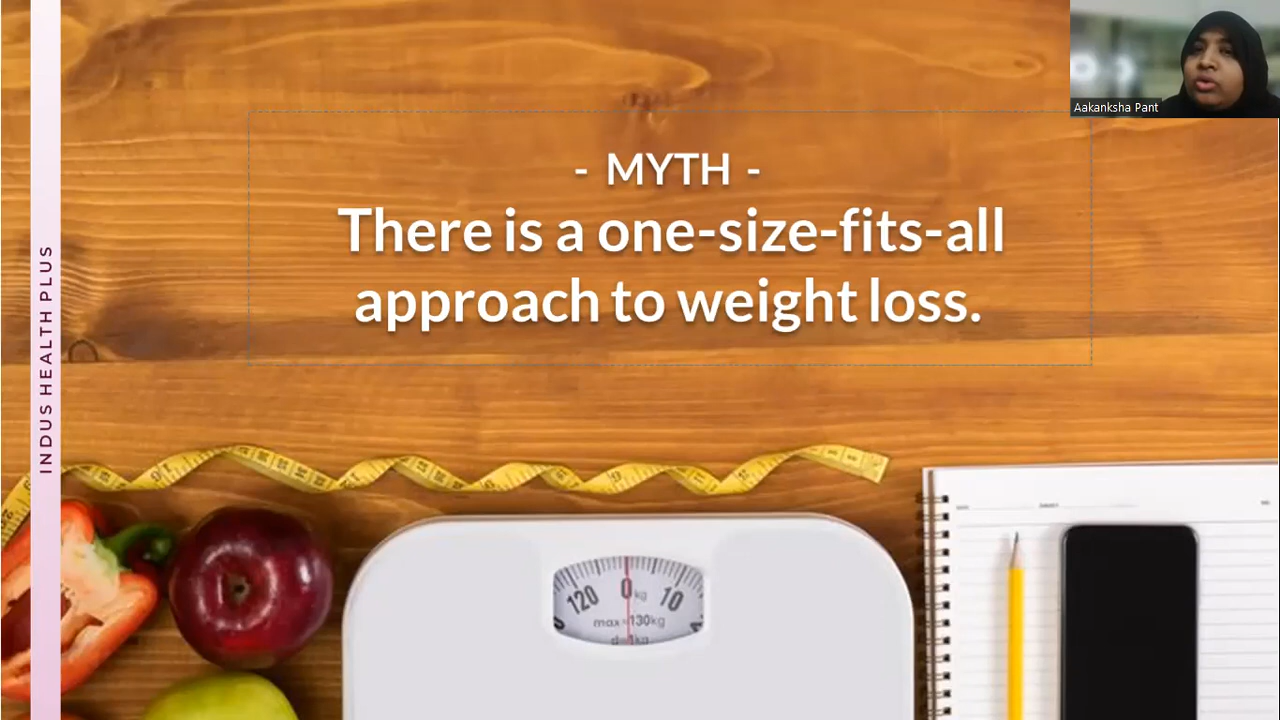 Aakanksha Pant
- MYTH -
There is a one-size-fits-all
approach to weight loss.
INDUS HEALTH PLUS
120 0 kg 10
max=130kg
d=1kg